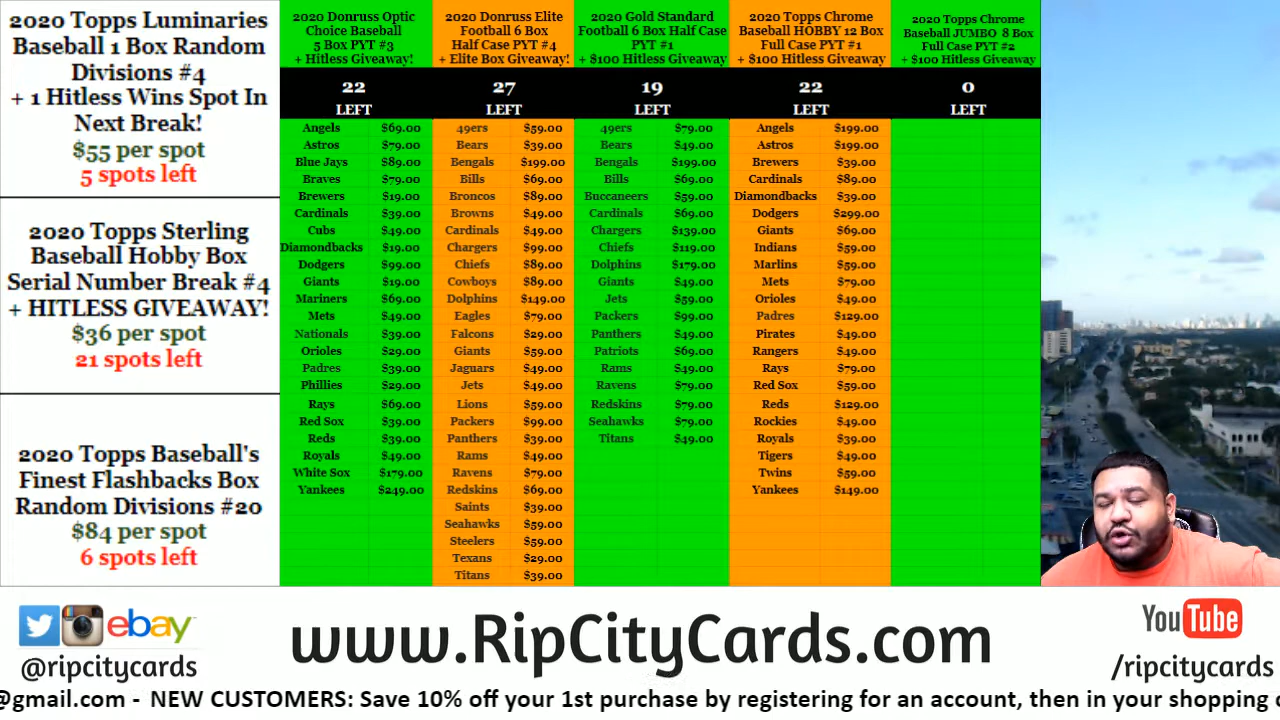 2020 Topps Luminaries
Baseball 1 Box Random
Divisions #4
+ 1 Hitless Wins Spot In
Next Break!
$55 per spot
5 spots left
2020 Topps Sterling
Baseball Hobby Box
Serial Number Break #4
+ HITLESS GIVEAWAY!
$36 per spot
21 spots left
2020 Topps Baseball's
Finest Flashbacks Box
Random Divisions #20
$84 per spot
6 spots left
2020 Donruss Optic
Choice Baseball
5 Box PYT #3
+ Hitless Giveaway!
22
LEFT
Angels $69.00
Astros $79.00
Blue Jays $89.00
Braves $79.00
Brewers $19.00
Cardinals $39.00
Cubs $49.00
Diamondbacks $19.00
Dodgers $99.00
Giants $19.00
Mariners $69.00
Mets $49.00
Nationals $39.00
Orioles $29.00
Padres $39.00
Phillies $29.00
Rays $69.00
Red Sox $39.00
Reds $39.00
Royals $49.00
White Sox $179.00
Yankees $249.00
2020 Donruss Elite
Football 6 Box
Half Case PYT #4
+ Elite Box Giveaway!
27
LEFT
49ers $59.00
Bears $39.00
Bengals $199.00
Bills $69.00
Broncos $89.00
Browns $49.00
Cardinals $49.00
Chargers $99.00
Chiefs $89.00
Cowboys $89.00
Dolphins $149.00
Eagles $79.00
Falcons $29.00
Giants $59.00
Jaguars $49.00
Jets $49.00
Lions $59.00
Packers $99.00
Panthers $39.00
Rams $49.00
Ravens $79.00
Redskins $69.00
Saints $39.00
Seahawks $59.00
Steelers $59.00
Texans $29.00
Titans $39.00
2020 Gold Standard
Football 6 Box Half Case
PYT #1
+ $100 Hitless Giveaway
19
LEFT
49ers $79.00
Bears $49.00
Bengals $199.00
Bills $69.00
Buccaneers $59.00
Cardinals $69.00
Chargers $139.00
Chiefs $119.00
Dolphins $179.00
Giants $49.00
Jets $59.00
Packers $99.00
Panthers $49.00
Patriots $69.00
Rams $49.00
Ravens $79.00
Redskins $79.00
Seahawks $79.00
Titans $49.00
2020 Topps Chrome
Baseball HOBBY 12 Box
Full Case PYT #1
+ $100 Hitless Giveaway
22
LEFT
Angels $199.00
Astros $199.00
Brewers $39.00
Cardinals $89.00
Diamondbacks $39.00
Dodgers $299.00
Giants $69.00
Indians $59.00
Marlins $59.00
Mets $79.00
Orioles $49.00
Padres $129.00
Pirates $49.00
Rangers $49.00
Rays $79.00
Red Sox $59.00
Reds $129.00
Rockies $49.00
Royals $39.00
Tigers $49.00
Twins $59.00
Yankees $149.00
2020 Topps Chrome
Baseball JUMBO 8 Box
Full Case PYT #2
+ $100 Hitless Giveaway
0
LEFT
ebay
@ripcitycards
www.RipCityCards.com
YouTube
/ripcitycards
@gmail.com - NEW CUSTOMERS: Save 10% off your 1st purchase by registering for an account, then in your shopping